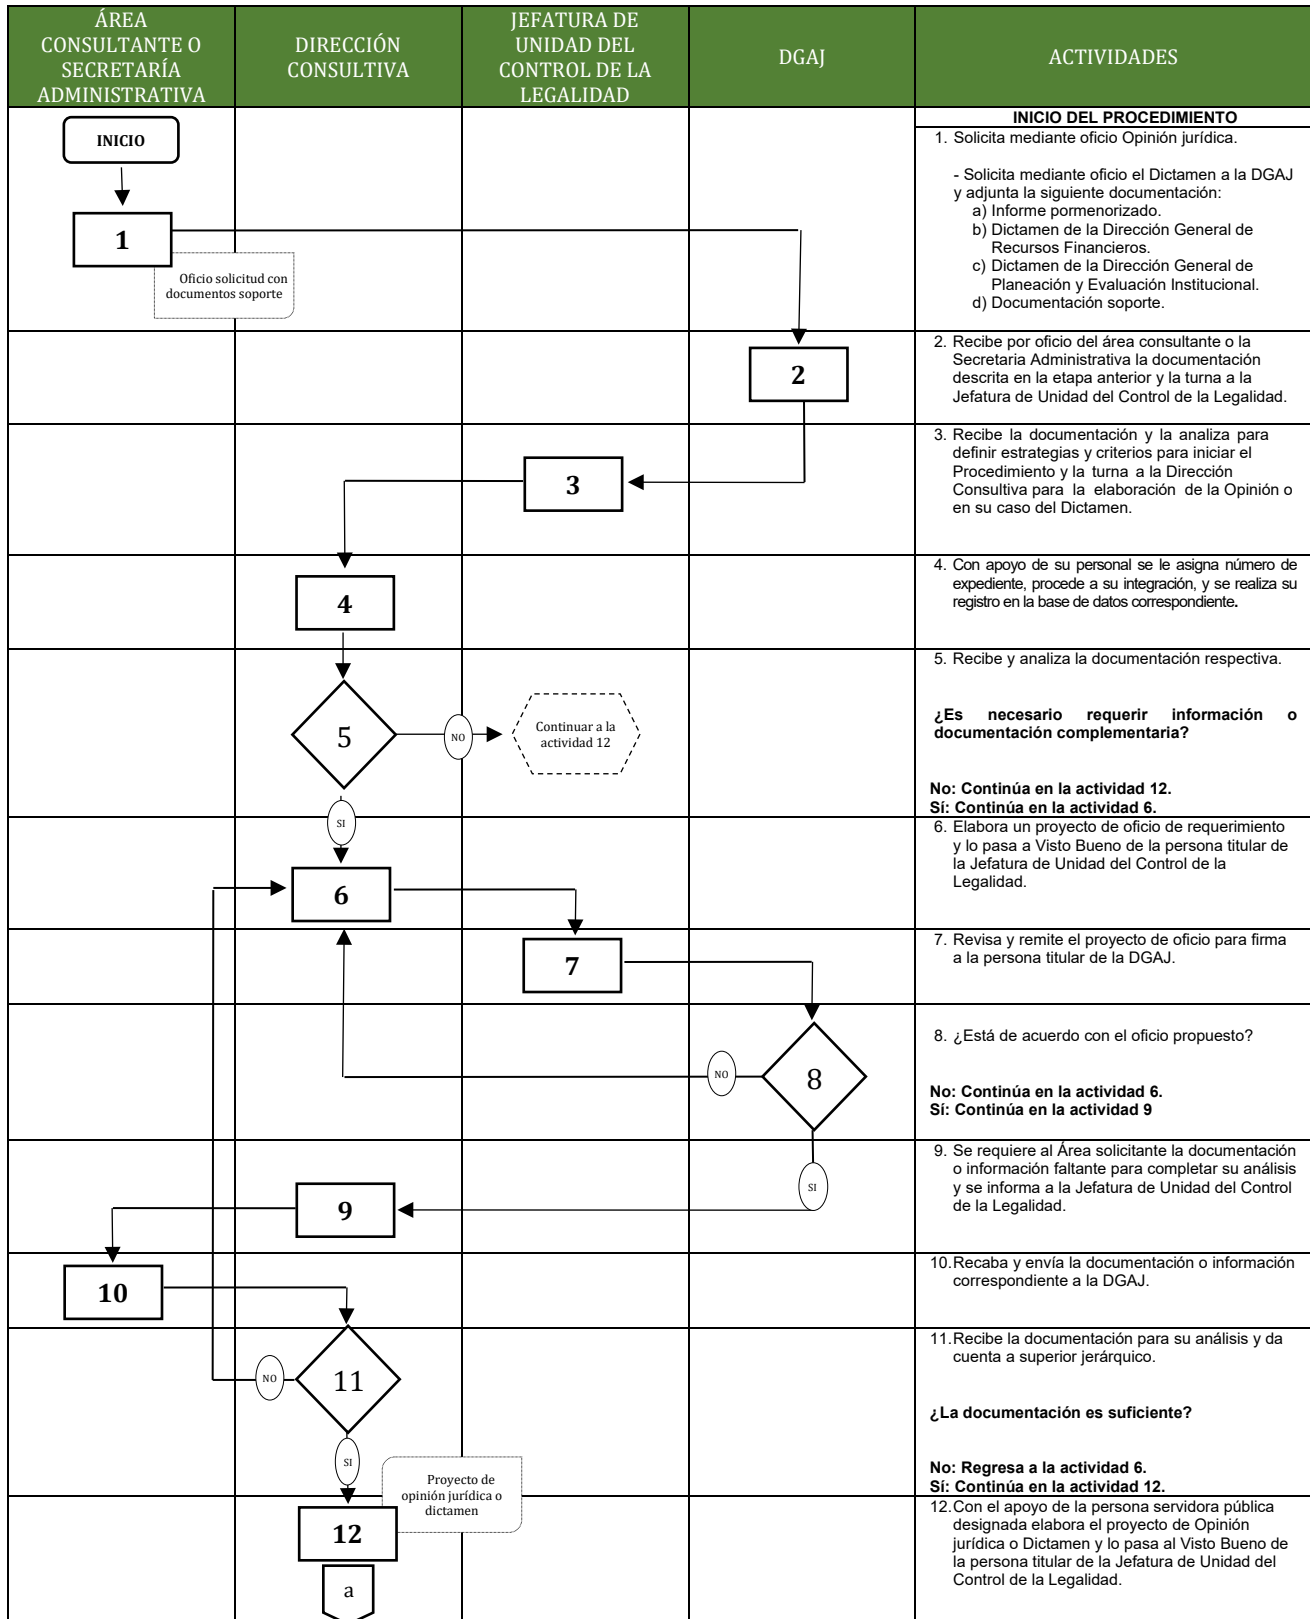 ÁREA
CONSULTANTE O
SECRETARÍA
ADMINISTRATIVA
DIRECCIÓN
CONSULTIVA
JEFATURA DE
UNIDAD DEL
CONTROL DE LA
LEGALIDAD
DGAJ
ACTIVIDADES
INICIO
1
Oficio solicitud con
documentos soporte
INICIO DEL PROCEDIMIENTO
1. Solicita mediante oficio Opinión jurídica.
- Solicita mediante oficio el Dictamen a la DGAJ
y adjunta la siguiente documentación:
a) Informe pormenorizado.
b) Dictamen de la Dirección General de
Recursos Financieros.
c) Dictamen de la Dirección General de
Planeación y Evaluación Institucional.
d) Documentación soporte.
2
2. Recibe por oficio del área consultante o la
Secretaria Administrativa la documentación
descrita en la etapa anterior y la turna a la
Jefatura de Unidad del Control de la Legalidad.
3
3. Recibe la documentación y la analiza para
definir estrategias y criterios para iniciar el
Procedimiento y la turna a la Dirección
Consultiva para la elaboración de la Opinión o
en su caso del Dictamen.
4
4. Con apoyo de su personal se le asigna número de
expediente, procede a su integración, y se realiza su
registro en la base de datos correspondiente.
5
NO
Continuar a la
actividad 12
SI
5. Recibe y analiza la documentación respectiva.
¿Es necesario requerir información o
documentación complementaria?
No: Continúa en la actividad 12.
Sí: Continúa en la actividad 6.
6
6. Elabora un proyecto de oficio de requerimiento
y lo pasa a Visto Bueno de la persona titular de
la Jefatura de Unidad del Control de la
Legalidad.
7
7. Revisa y remite el proyecto de oficio para firma
a la persona titular de la DGAJ.
NO
8
8. ¿Está de acuerdo con el oficio propuesto?
No: Continúa en la actividad 6.
Sí: Continúa en la actividad 9
SI
9
9. Se requiere al Área solicitante la documentación
o información faltante para completar su análisis
y se informa a la Jefatura de Unidad del Control
de la Legalidad.
10
10.Recaba y envía la documentación o información
correspondiente a la DGAJ.
NO
11
SI
11.Recibe la documentación para su análisis y da
cuenta a superior jerárquico.
¿La documentación es suficiente?
No: Regresa a la actividad 6.
Sí: Continúa en la actividad 12.
Proyecto de
opinión jurídica o
dictamen
12
a
12.Con el apoyo de la persona servidora pública
designada elabora el proyecto de Opinión
jurídica o Dictamen y lo pasa al Visto Bueno de
la persona titular de la Jefatura de Unidad del
Control de la Legalidad.